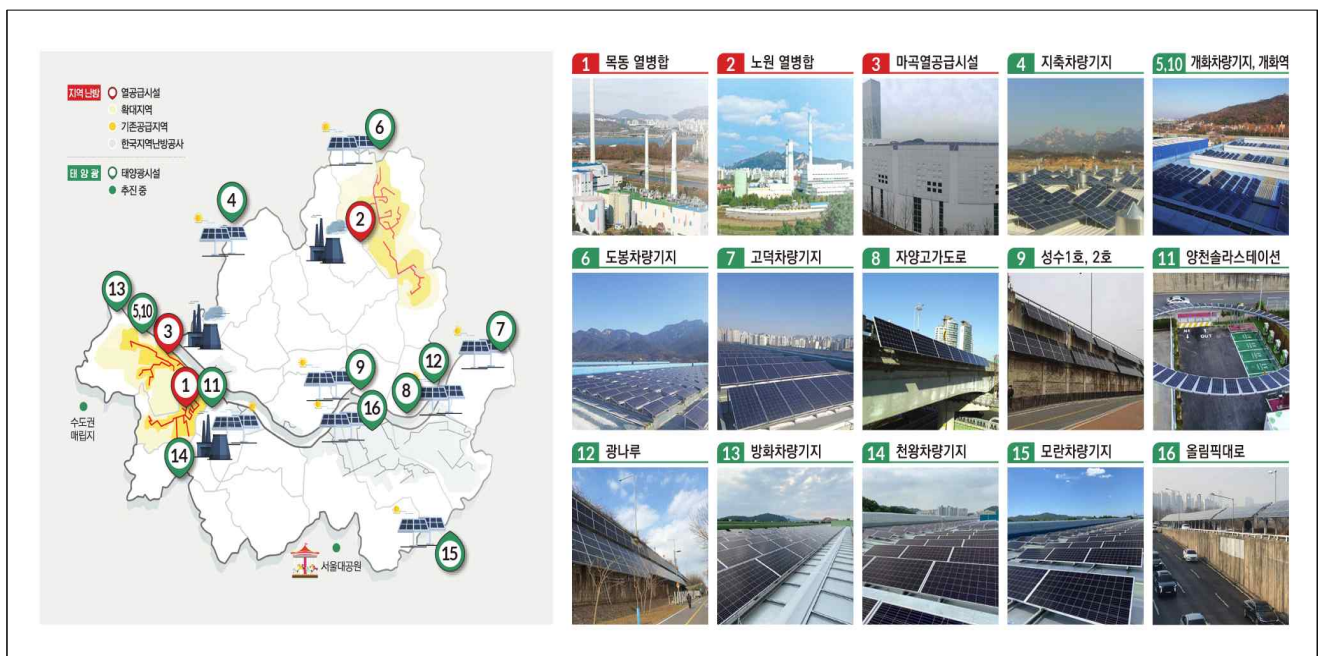 지역난방 열공급시설
확대지역
기존공급지역
한국지역난방공사
태양광 태양광시설
추진 중
6
4
2
13
5,10
3
7
12
9
1
11
8
16
수도권
매립지
14
15
서울대공원
1 목동 열병합
2 노원 열병합
3 마곡열공급시설
4 지축차량기지
5,10 개화차량기지, 개화역
6 도봉차량기지
7 고덕차량기지
8 자양고가도로
9 성수1호, 2호
11 양천솔라스테이션
12 광나루
13 방화차량기지
14 천왕차량기지
15 모란차량기지
16 올림픽대로